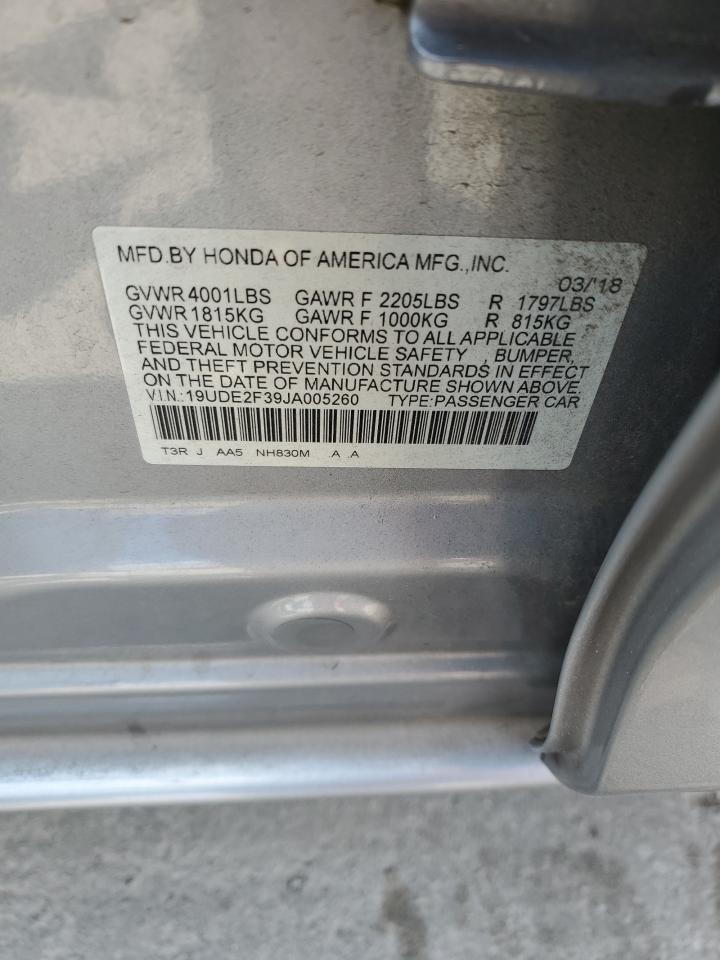 MFD.BY HONDA OF AMERICA MFG.,INC.
03/'18
GVWR 4001LBS GAWR F 2205LBS R 1797LBS
GVWR 1815KG GAWR F 1000KG R 815KG
THIS VEHICLE CONFORMS TO ALL APPLICABLE
FEDERAL MOTOR VEHICLE SAFETY , BUMPER,
AND THEFT PREVENTION STANDARDS IN EFFECT
ON THE DATE OF MANUFACTURE SHOWN ABOVE.
V.I.N.:19UDE2F39JA005260 TYPE:PASSENGER CAR
T3R J AA5 NH830M .A .A